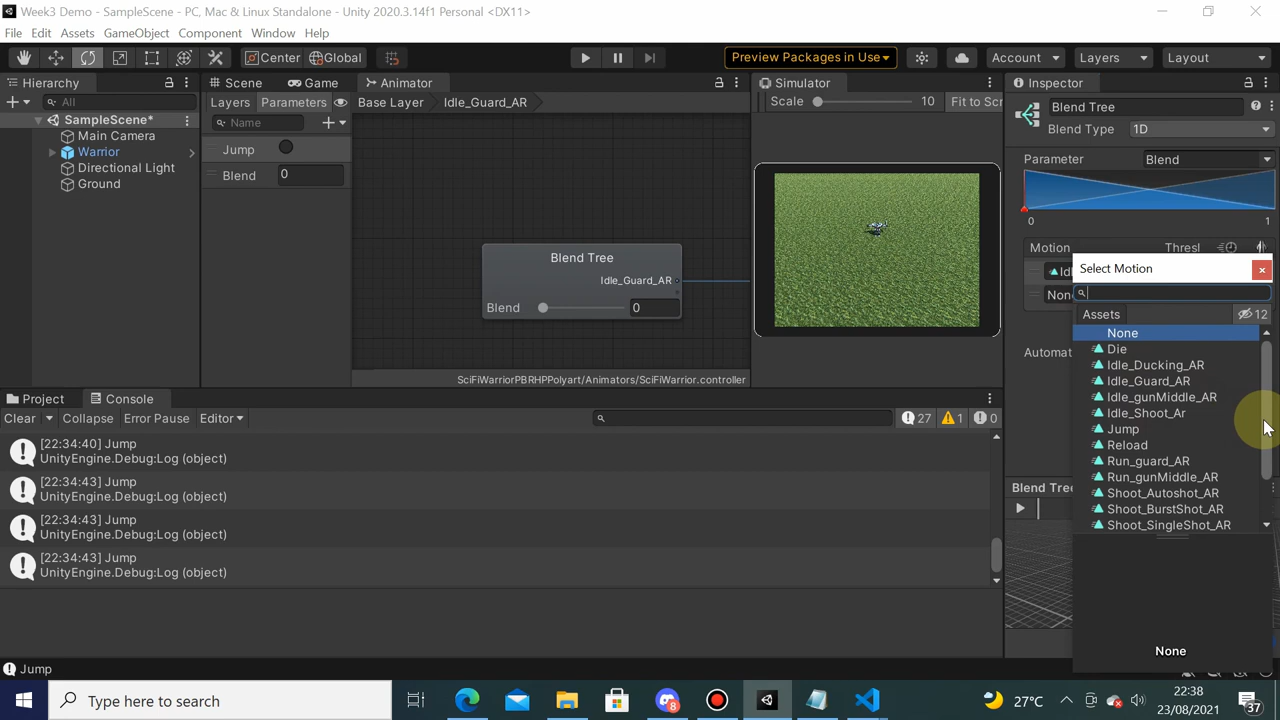 Week3 Demo - SampleScene - PC, Mac & Linux Standalone - Unity 2020.3.14f1 Personal <DX11>
File Edit Assets GameObject Component Window Help
Center Global Preview Packages in Use Account Layers Layout
Hierarchy
All
SampleScene*
Main Camera
Warrior
Directional Light
Ground
Scene Game Animator
Layers Parameters Base Layer Idle_Guard_AR
Name
Jump
Blend 0
Blend Tree
Idle_Guard_AR
Blend 0
SciFiWarriorPBRHPPolyart/Animators/SciFiWarrior.controller
Simulator
Scale 10 Fit to Scr
Inspector
Blend Tree
Blend Type 1D
Parameter Blend
0 1
Motion Thresl
Non
Automat
Blend Tree
Select Motion
Assets 12
None
Die
Idle_Ducking_AR
Idle_Guard_AR
Idle_gunMiddle_AR
Idle_Shoot_Ar
Jump
Reload
Run_guard_AR
Run_gunMiddle_AR
Shoot_Autoshot_AR
Shoot_BurstShot_AR
Shoot_SingleShot_AR
None
Project Console
Clear Collapse Error Pause Editor 27 1 0
[22:34:40] Jump
UnityEngine.Debug:Log (object)
[22:34:43] Jump
UnityEngine.Debug:Log (object)
[22:34:43] Jump
UnityEngine.Debug:Log (object)
[22:34:43] Jump
UnityEngine.Debug:Log (object)
Jump
Type here to search
8
27°C
22:38
23/08/2021
37